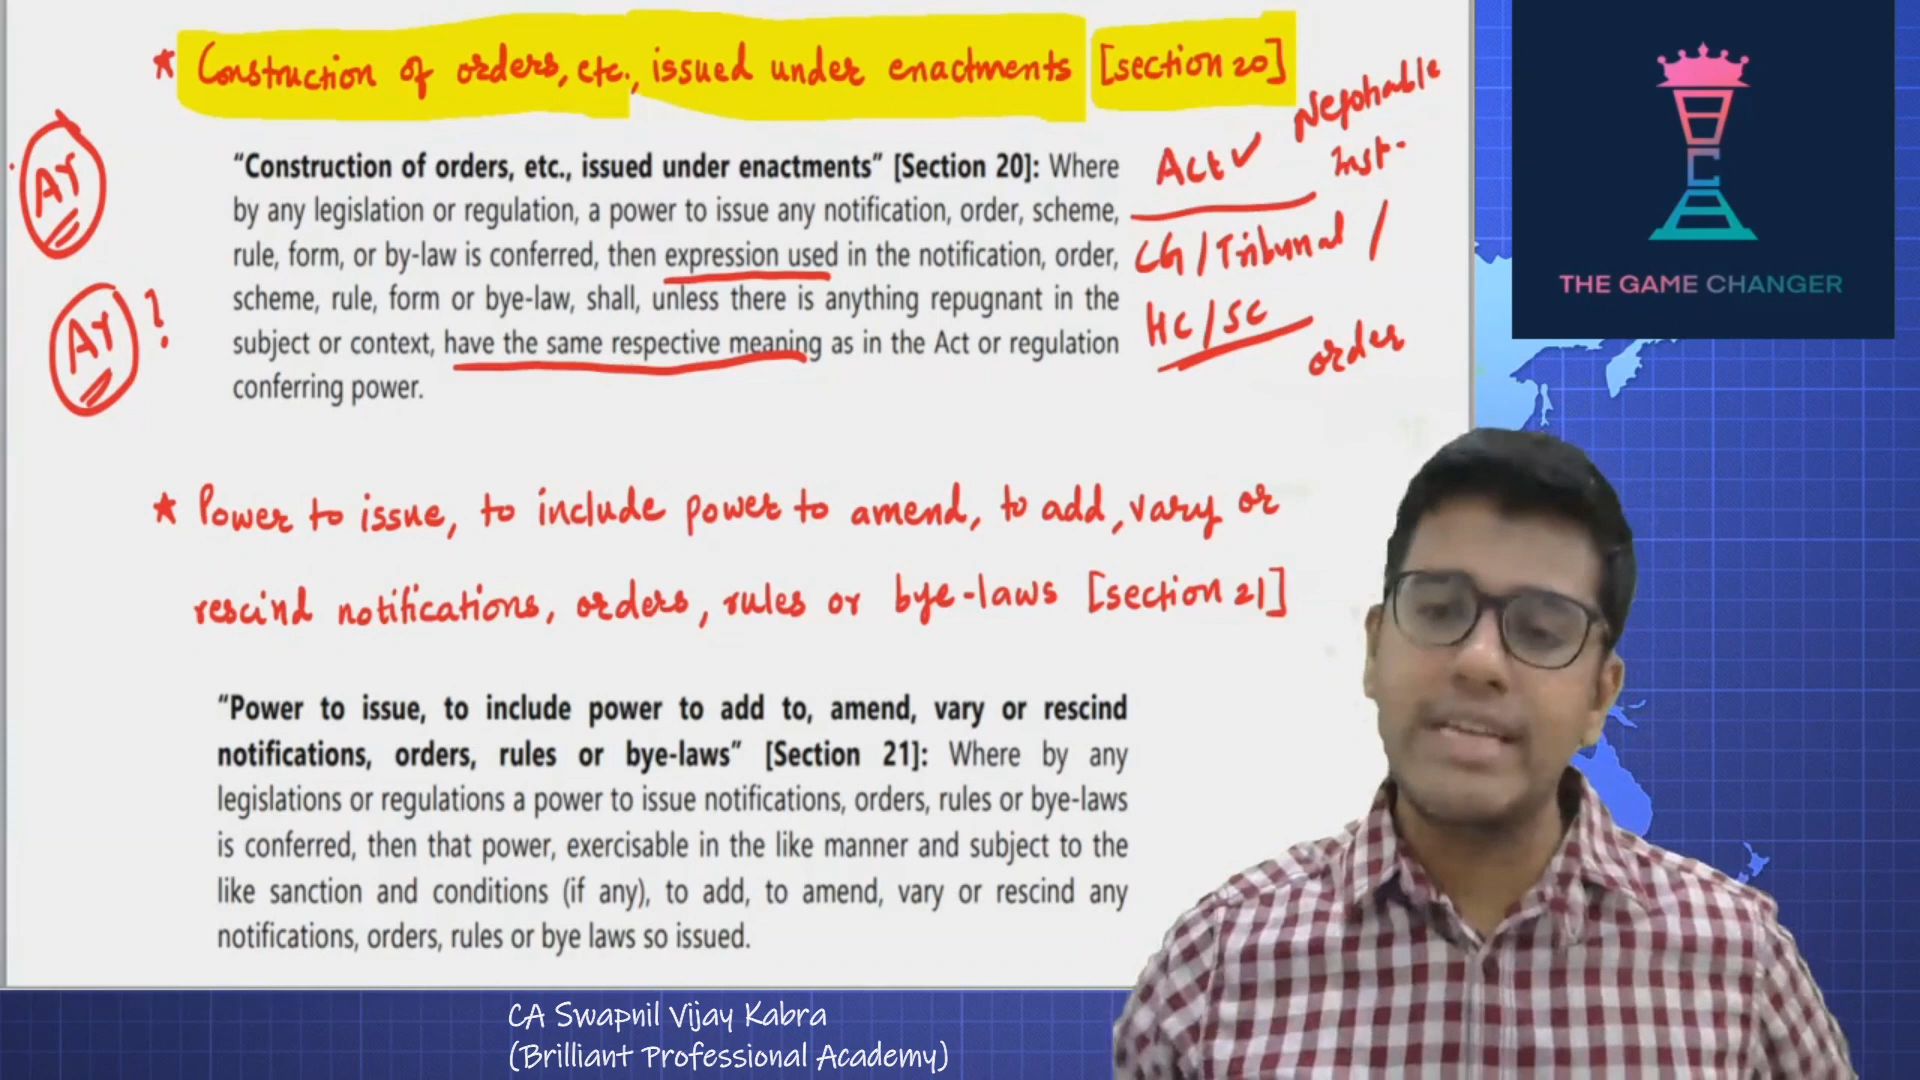 ★ Construction of orders, etc., issued under enactments [section 20]
"Construction of orders, etc., issued under enactments" [Section 20]: Where
by any legislation or regulation, a power to issue any notification, order, scheme,
rule, form, or by-law is conferred, then expression used in the notification, order,
scheme, rule, form or bye-law, shall, unless there is anything repugnant in the
subject or context, have the same respective meaning as in the Act or regulation
conferring power.
Ar
Ar ?
Act ✓
Negotiable
Inst.
CG / Tribunal /
HC / SC
order
★ Power to issue, to include power to amend, to add, vary or
rescind notifications, orders, rules or bye-laws [section 21]
"Power to issue, to include power to add to, amend, vary or rescind
notifications, orders, rules or bye-laws" [Section 21]: Where by any
legislations or regulations a power to issue notifications, orders, rules or bye-laws
is conferred, then that power, exercisable in the like manner and subject to the
like sanction and conditions (if any), to add, to amend, vary or rescind any
notifications, orders, rules or bye laws so issued.
THE GAME CHANGER
CA Swapnil Vijay Kabra
(Brilliant Professional Academy)